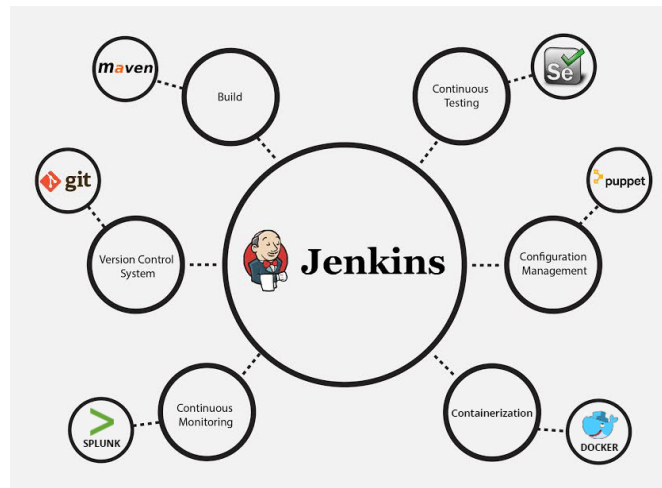 maven
Build
Continuous
Testing
Se
git
puppet
Version Control
System
Jenkins
Configuration
Management
Continuous
Monitoring
SPLUNK
Containerization
DOCKER